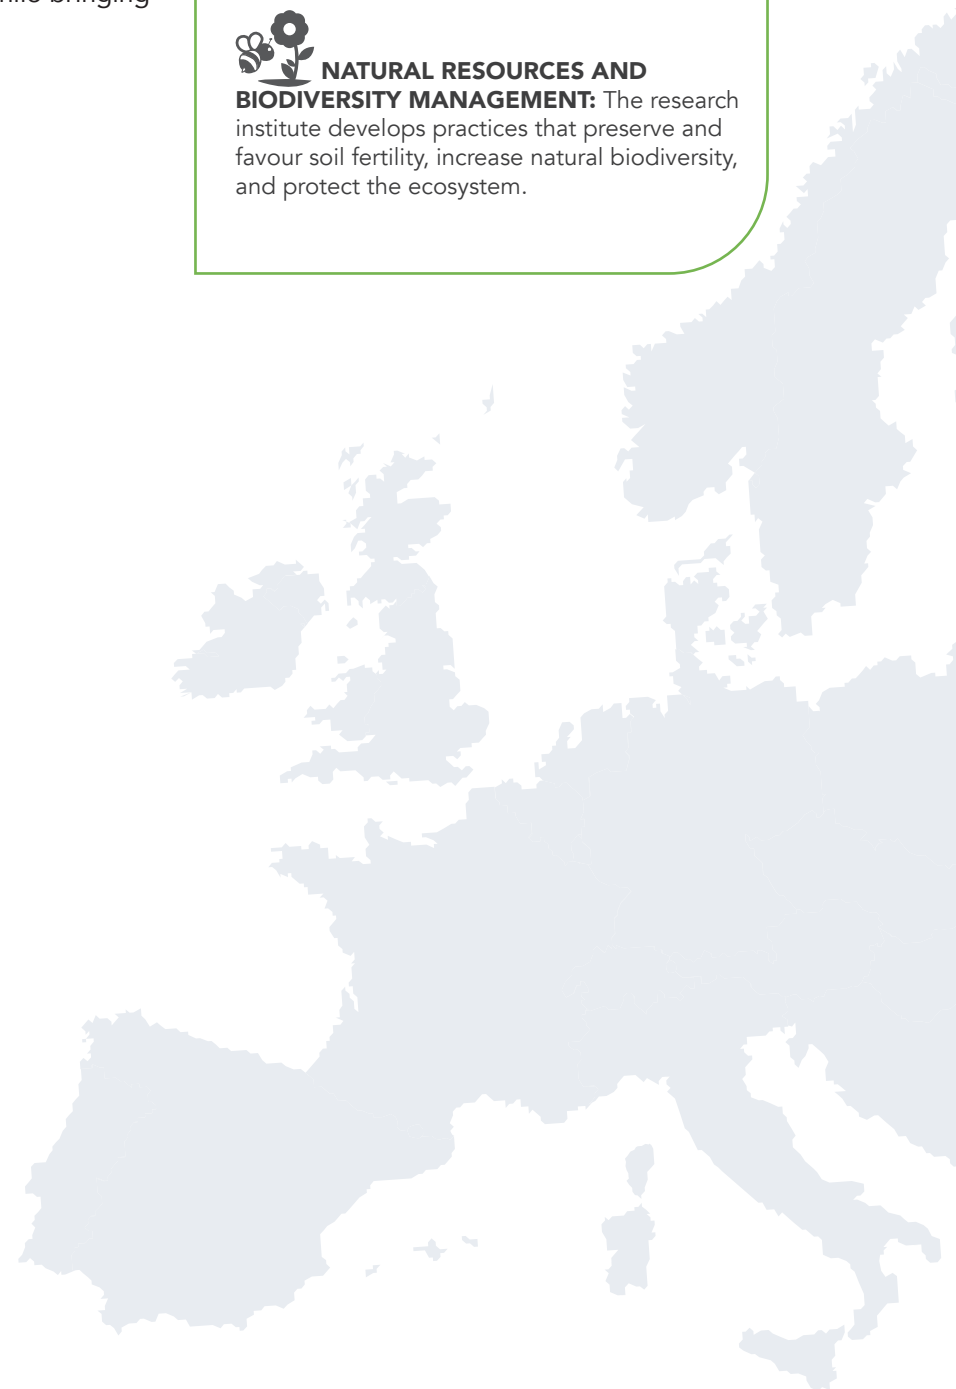 bringing
NATURAL RESOURCES AND
BIODIVERSITY MANAGEMENT: The research
institute develops practices that preserve and
favour soil fertility, increase natural biodiversity,
and protect the ecosystem.